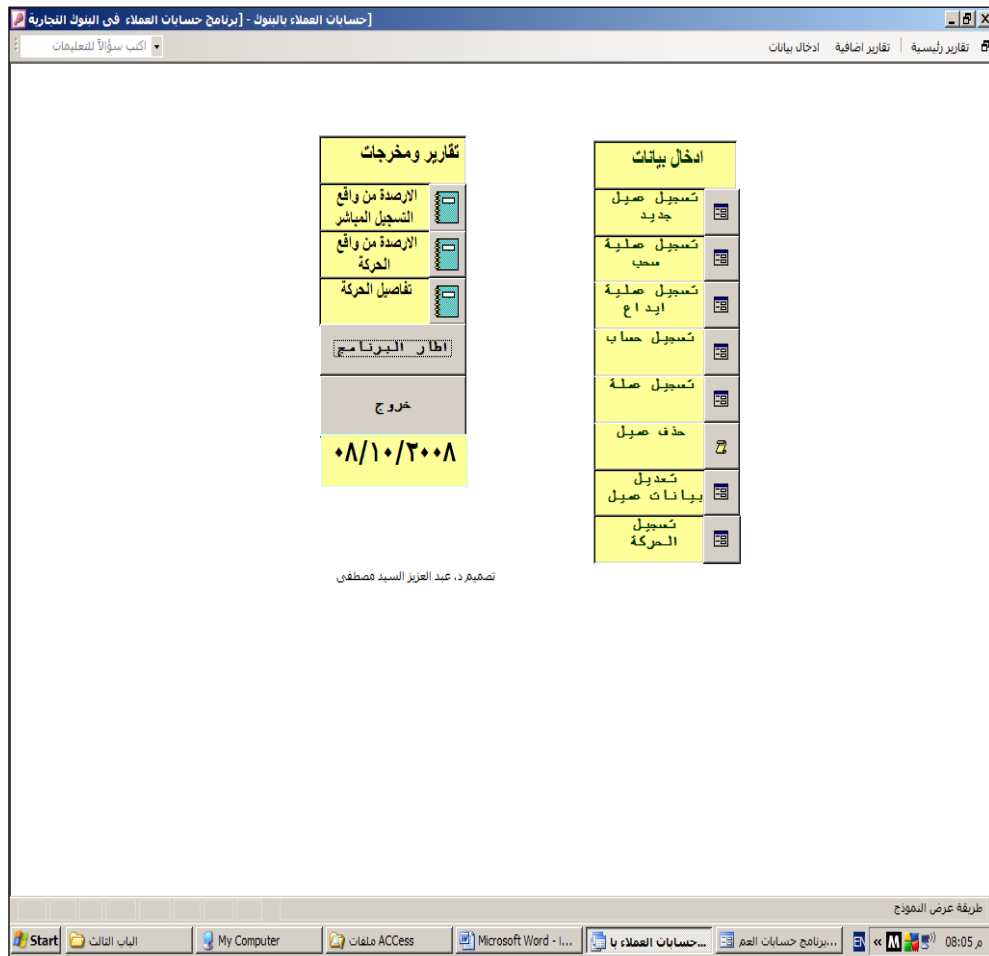 [حسابات العملاء بالبنوك - [برنامج حسابات العملاء فى البنوك التجارية
تقارير رئيسية
تقارير اضافية
ادخال بيانات
اكتب سؤالاً للتعليمات
ادخال بيانات
تسجيل عميل
جديد
تسجيل عملية
سحب
تسجيل عملية
ايداع
تسجيل حساب
تسجيل عملة
حذف عميل
تعديل
بيانات عميل
تسجيل
الحركة
تقارير ومخرجات
الارصدة من واقع
التسجيل المباشر
الارصدة من واقع
الحركة
تفاصيل الحركة
اطار البرنامج
خروج
٠٨/١٠/٢٠٠٨
تصميم د. عبد العزيز السيد مصطفى
طريقة عرض النموذج
Start
الباب الثالث
My Computer
ملفات ACCess
Microsoft Word - I...
حسابات العملاء با...
برنامج حسابات العم...
EN
«
08:05 م